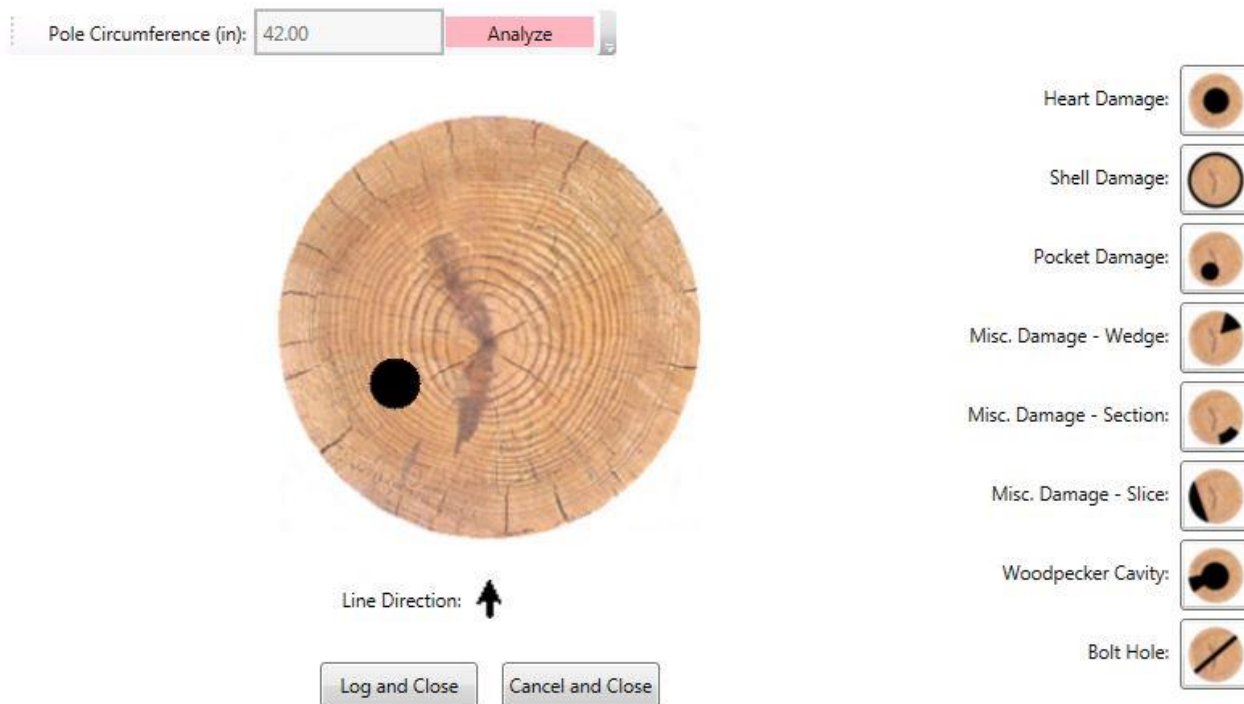 Pole Circumference (in): 42.00 Analyze
Heart Damage:
Shell Damage:
Pocket Damage:
Misc. Damage - Wedge:
Misc. Damage - Section:
Misc. Damage - Slice:
Woodpecker Cavity:
Bolt Hole:
Line Direction:
Log and Close Cancel and Close